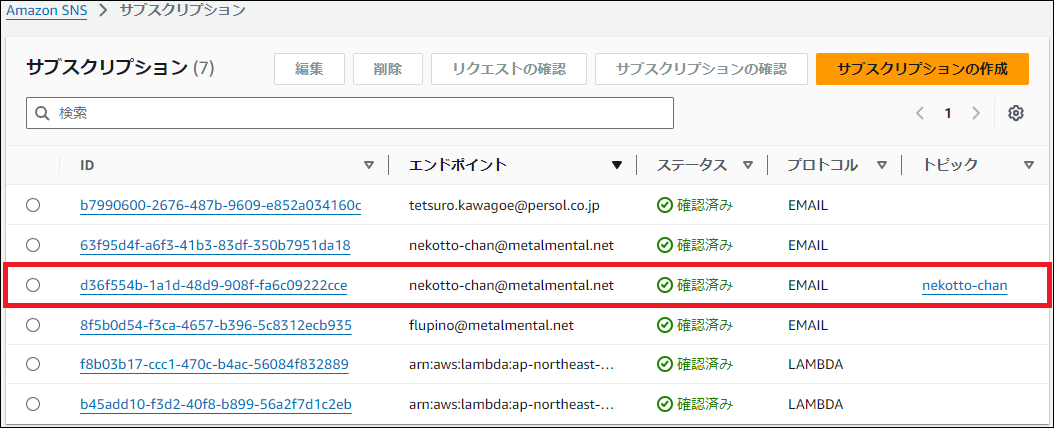 Amazon SNS > サブスクリプション
サブスクリプション (7) 編集 削除 リクエストの確認 サブスクリプションの確認 サブスクリプションの作成
検索 1
ID エンドポイント ステータス プロトコル トピック
b7990600-2676-487b-9609-e852a034160c tetsuro.kawagoe@persol.co.jp 確認済み EMAIL
63f95d4f-a6f3-41b3-83df-350b7951da18 nekotto-chan@metalmental.net 確認済み EMAIL
d36f554b-1a1d-48d9-908f-fa6c09222cce nekotto-chan@metalmental.net 確認済み EMAIL nekotto-chan
8f5b0d54-f3ca-4657-b396-5c8312ecb935 flupino@metalmental.net 確認済み EMAIL
f8b03b17-ccc1-470c-b4ac-56084f832889 arn:aws:lambda:ap-northeast-... 確認済み LAMBDA
b45add10-f3d2-40f8-b899-56a2f7d1c2eb arn:aws:lambda:ap-northeast-... 確認済み LAMBDA